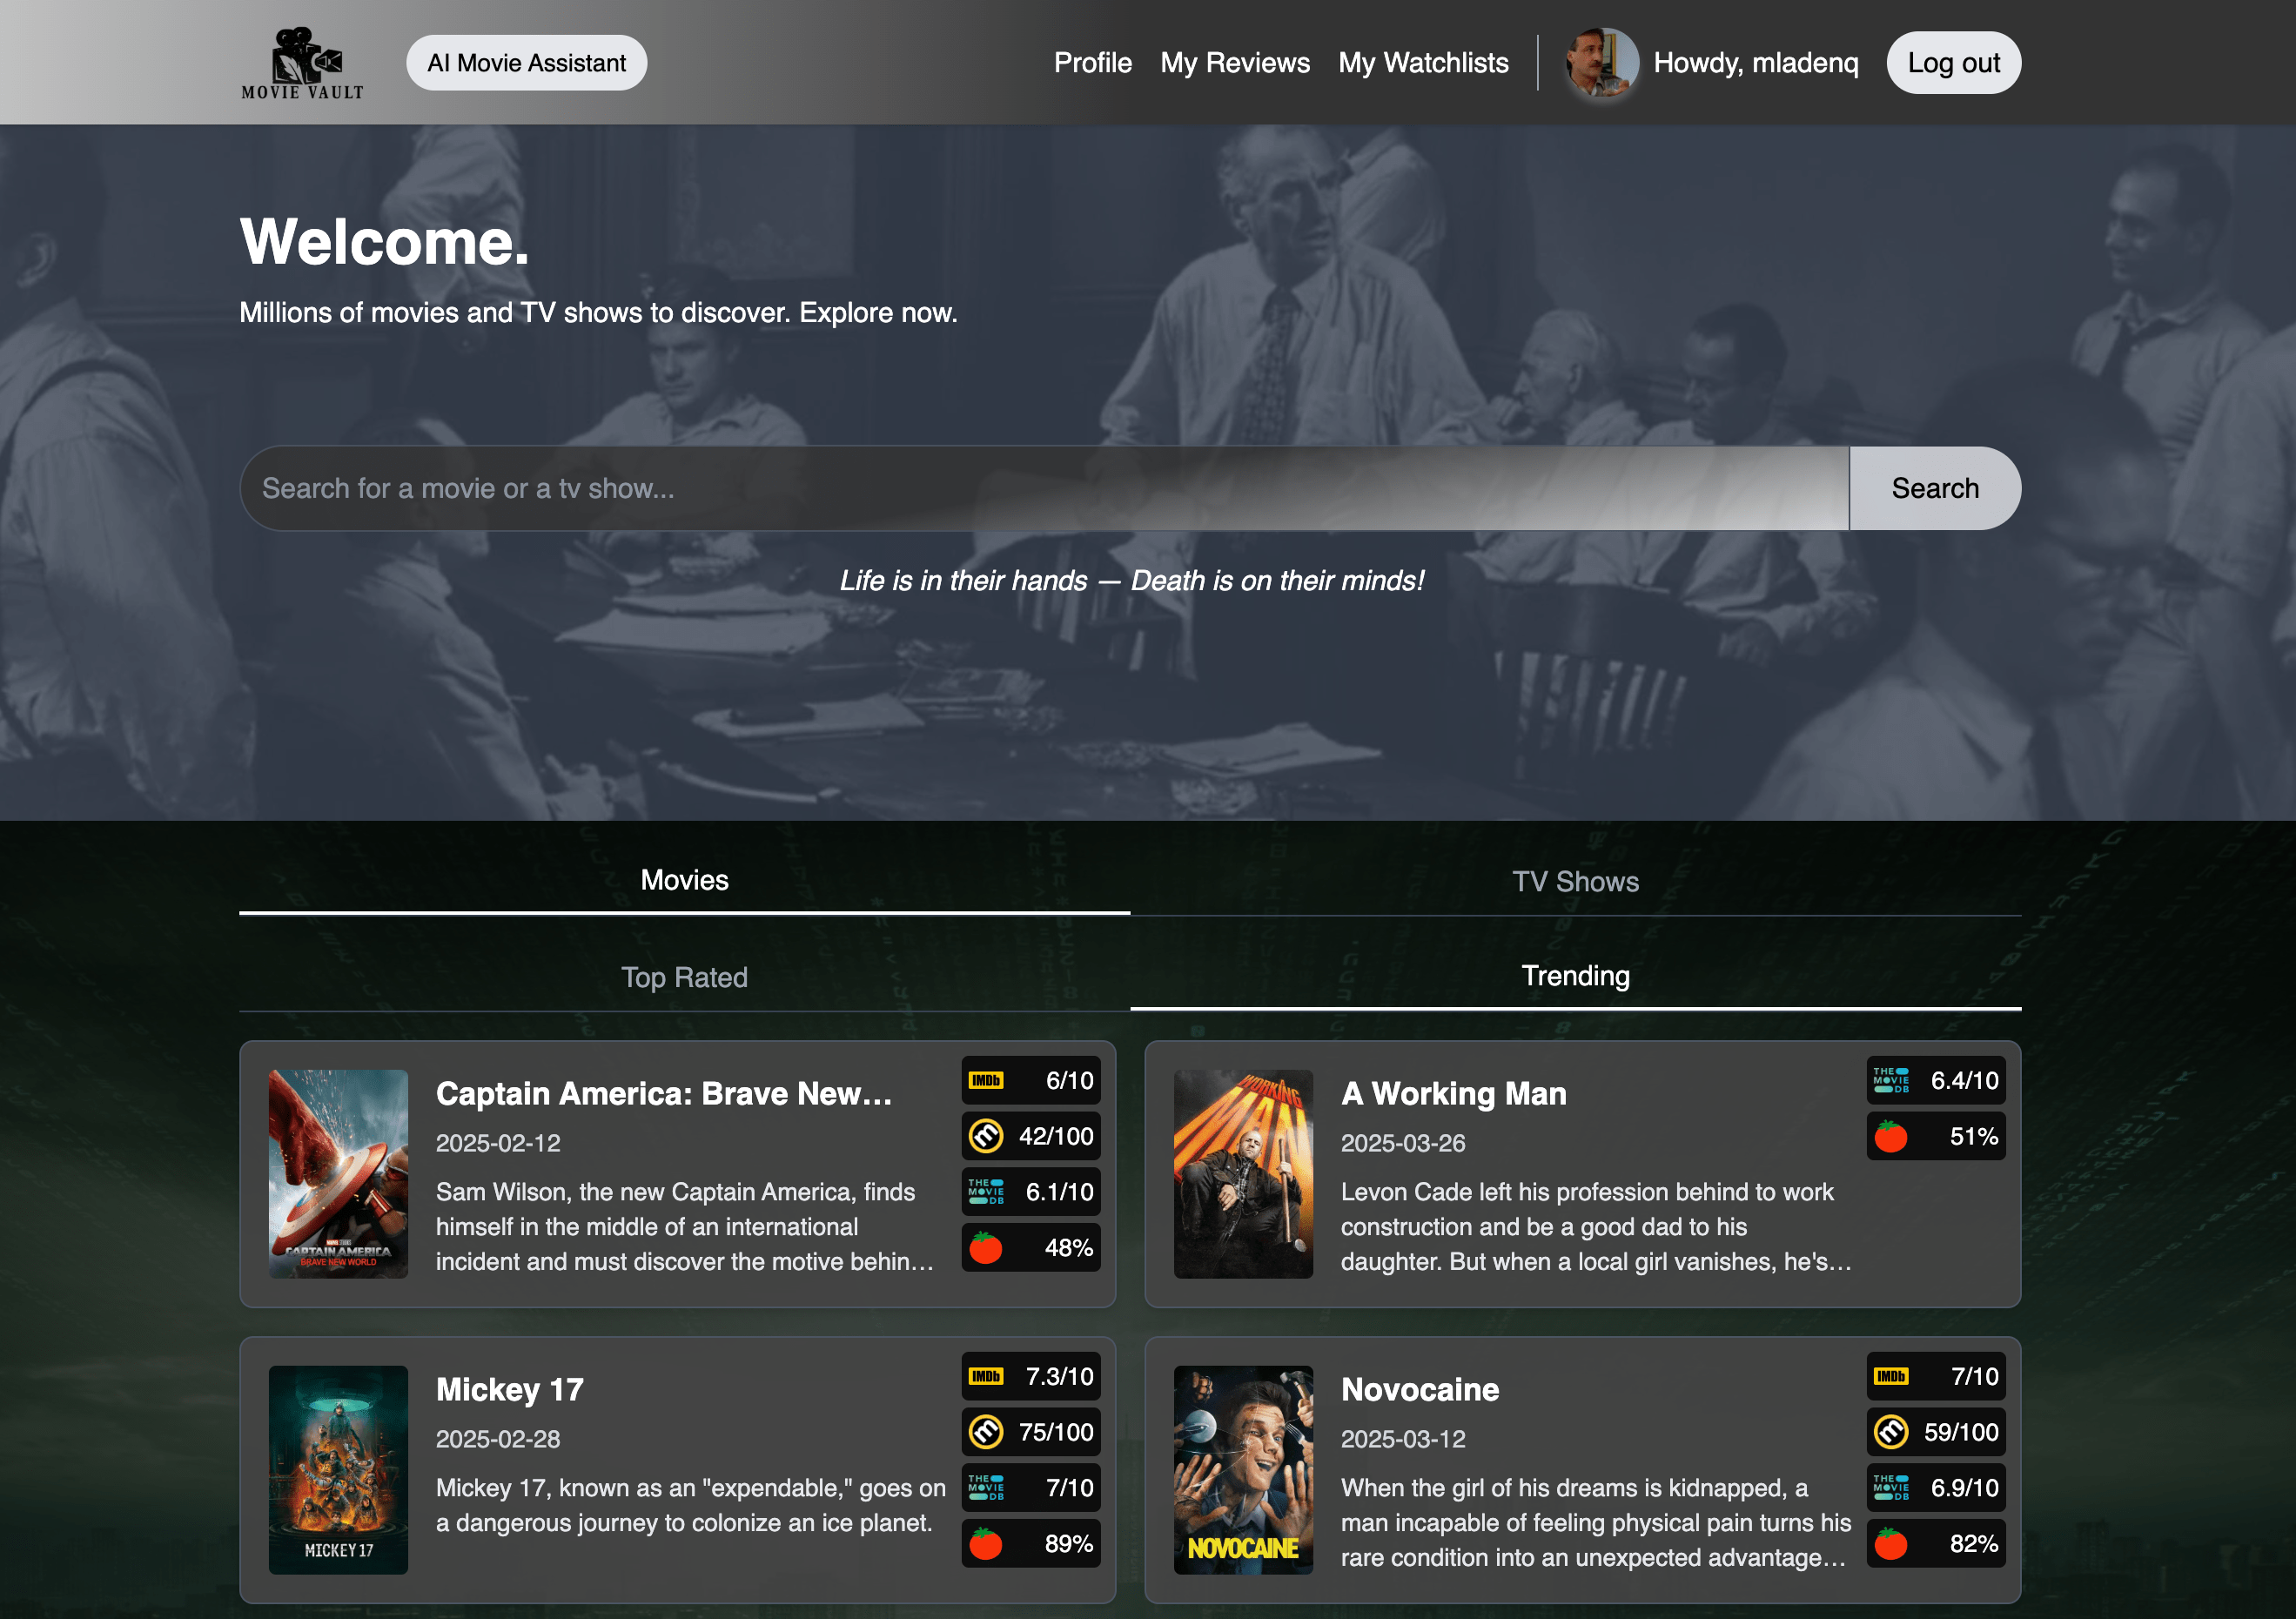 MOVIE VAULT
AI Movie Assistant
Profile
My Reviews
My Watchlists
Howdy, mladenq
Log out
Welcome.
Millions of movies and TV shows to discover. Explore now.
Search for a movie or a tv show...
Search
Life is in their hands — Death is on their minds!
Movies
TV Shows
Top Rated
Trending
CAPTAIN AMERICA
BRAVE NEW WORLD
Captain America: Brave New...
2025-02-12
Sam Wilson, the new Captain America, finds
himself in the middle of an international
incident and must discover the motive behin...
IMDb 6/10
m 42/100
THE MOVIE DB 6.1/10
48%
WORKING
MAN
A Working Man
2025-03-26
Levon Cade left his profession behind to work
construction and be a good dad to his
daughter. But when a local girl vanishes, he's...
THE MOVIE DB 6.4/10
51%
MICKEY 17
Mickey 17
2025-02-28
Mickey 17, known as an "expendable," goes on
a dangerous journey to colonize an ice planet.
IMDb 7.3/10
m 75/100
THE MOVIE DB 7/10
89%
NOVOCAINE
Novocaine
2025-03-12
When the girl of his dreams is kidnapped, a
man incapable of feeling physical pain turns his
rare condition into an unexpected advantage...
IMDb 7/10
m 59/100
THE MOVIE DB 6.9/10
82%